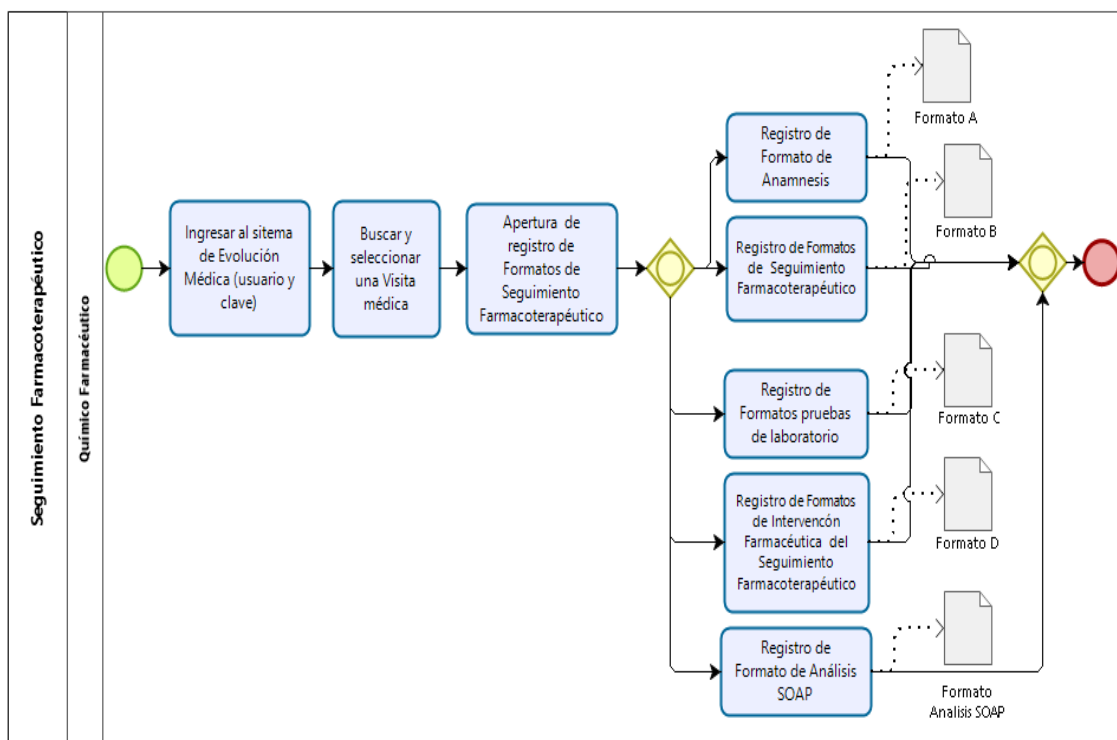 Seguimiento Farmacoterapéutico
Químico Farmacéutico
Ingresar al sitema
de Evolución
Médica (usuario y
clave)
Buscar y
seleccionar
una Visita
médica
Apertura de
registro de
Formatos de
Seguimiento
Farmacoterapéutico
Registro de
Formato de
Anamnesis
Formato A
Registro de Formatos
de Seguimiento
Farmacoterapéutico
Formato B
Registro de
Formatos pruebas
de laboratorio
Formato C
Registro de Formatos
de Intervencón
Farmacéutica del
Seguimiento
Farmacoterapéutico
Formato D
Registro de
Formato de Análisis
SOAP
Formato
Analisis SOAP